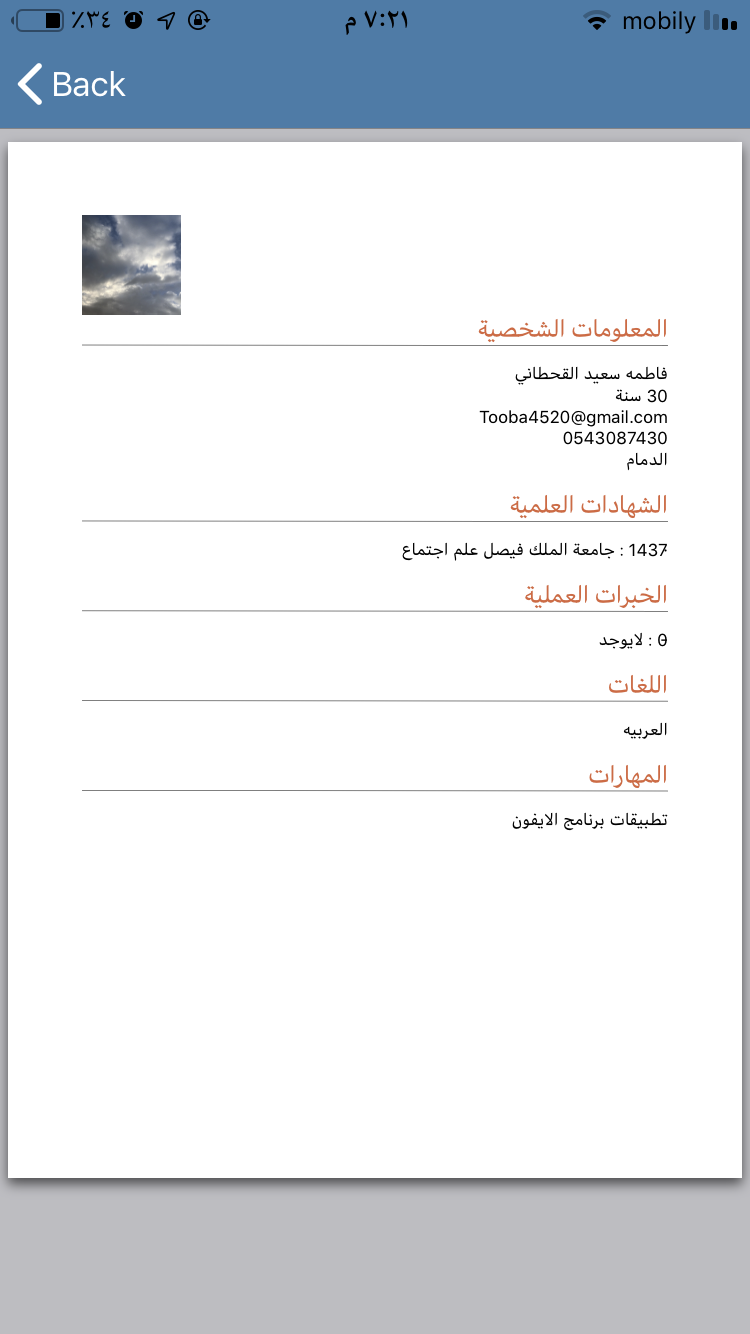 ٪٣٤ ٧:٢١ م mobily
Back
المعلومات الشخصية
فاطمه سعيد القحطاني
30 سنة
Tooba4520@gmail.com
0543087430
الدمام
الشهادات العلمية
1437 : جامعة الملك فيصل علم اجتماع
الخبرات العملية
0 : لايوجد
اللغات
العربيه
المهارات
تطبيقات برنامج الايفون